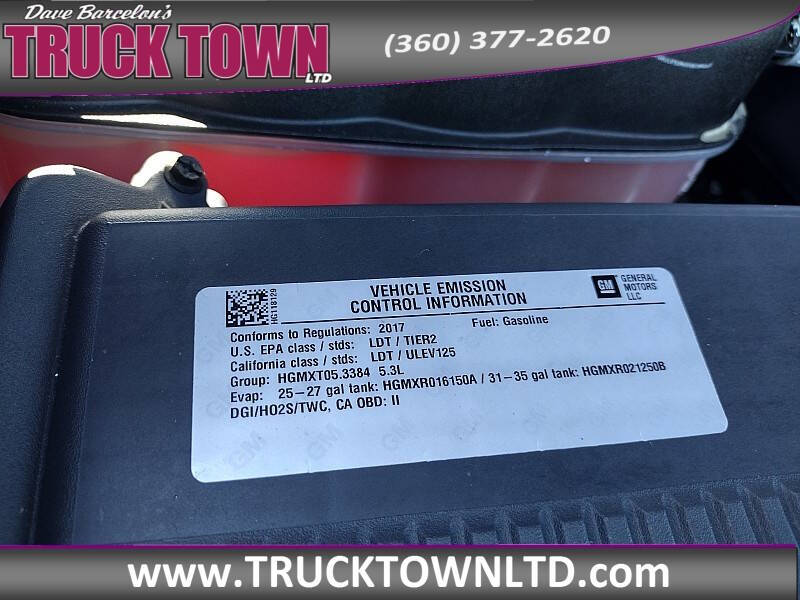 Dave Barcelon's
TRUCK TOWN
LTD
(360) 377-2620
HG118129
VEHICLE EMISSION
CONTROL INFORMATION
GM
GENERAL
MOTORS
LLC
Conforms to Regulations: 2017 Fuel: Gasoline
U.S. EPA class / stds: LDT / TIER2
California class / stds: LDT / ULEV125
Group: HGMXT05.3384 5.3L
Evap: 25-27 gal tank: HGMXR016150A / 31-35 gal tank: HGMXR021250B
DGI/HO2S/TWC, CA OBD: II
www.TRUCKTOWNLTD.com